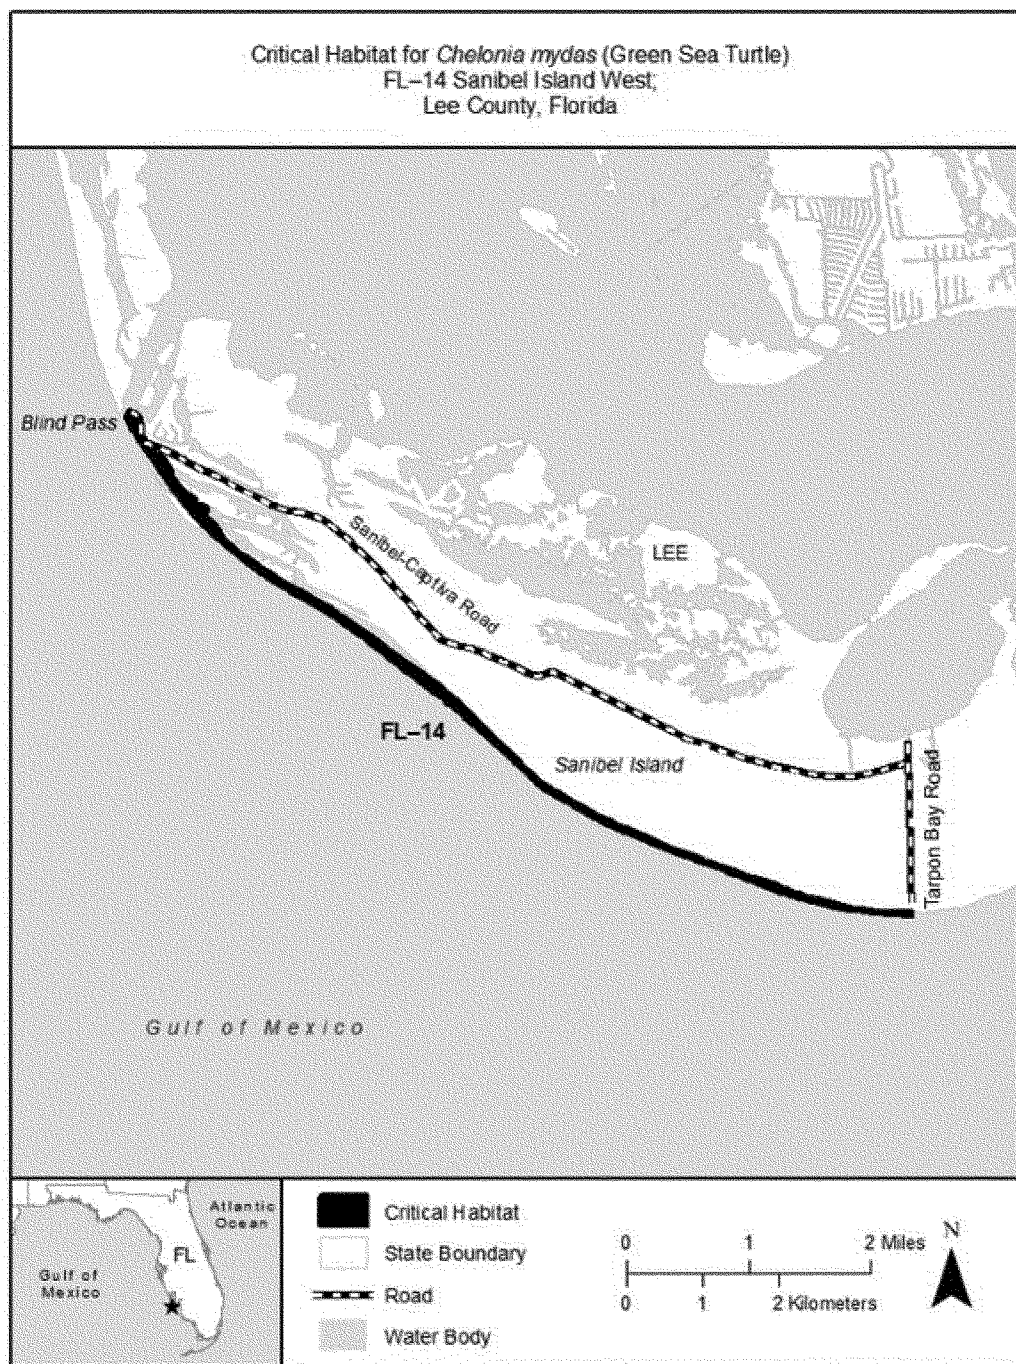 Critical Habitat for Chelonia mydas (Green Sea Turtle)
FL–14 Sanibel Island West,
Lee County, Florida
Blind Pass
Sanibel-Captiva Road
LEE
FL–14
Sanibel Island
Tarpon Bay Road
Gulf of Mexico
Atlantic
Ocean
FL
Gulf of
Mexico
Critical Habitat
State Boundary
Road
Water Body
0 1 2 Miles
0 1 2 Kilometers
N